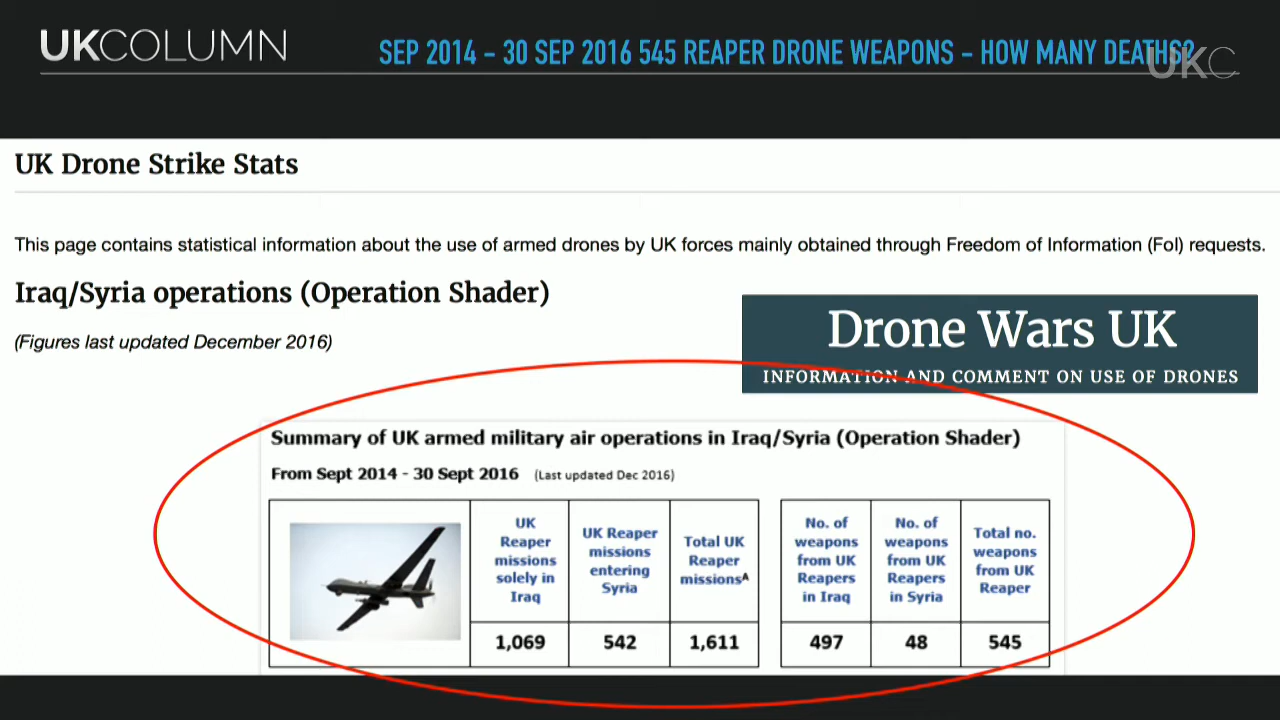 UKCOLUMN
SEP 2014 – 30 SEP 2016 545 REAPER DRONE WEAPONS – HOW MANY DEATHS?
UKC
UK Drone Strike Stats
This page contains statistical information about the use of armed drones by UK forces mainly obtained through Freedom of Information (FoI) requests.
Iraq/Syria operations (Operation Shader)
(Figures last updated December 2016)
Drone Wars UK
INFORMATION AND COMMENT ON USE OF DRONES
Summary of UK armed military air operations in Iraq/Syria (Operation Shader)
From Sept 2014 - 30 Sept 2016 (Last updated Dec 2016)
UK
Reaper
missions
solely in
Iraq
UK Reaper
missions
entering
Syria
Total UK
Reaper
missionsA
No. of
weapons
from UK
Reapers
in Iraq
No. of
weapons
from UK
Reapers
in Syria
Total no.
weapons
from UK
Reaper
1,069 542 1,611 497 48 545